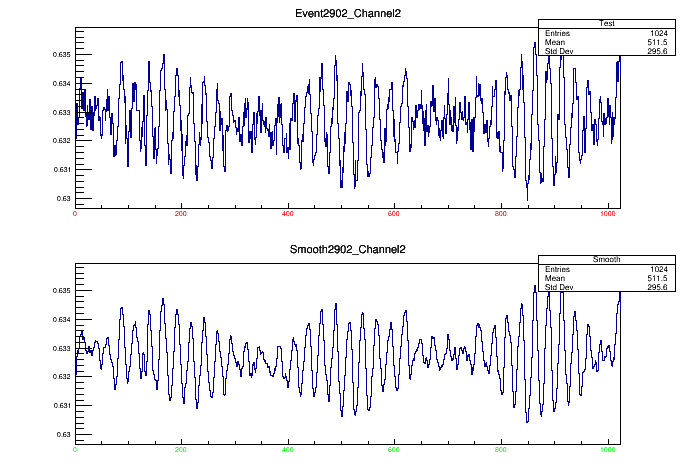 Event2902_Channel2
Test
Entries 1024
Mean 511.5
Std Dev 295.6
0.635
0.634
0.633
0.632
0.631
0.63
0 200 400 600 800 1000
Smooth2902_Channel2
Smooth
Entries 1024
Mean 511.5
Std Dev 295.6
0.635
0.634
0.633
0.632
0.631
0.63
0 200 400 600 800 1000